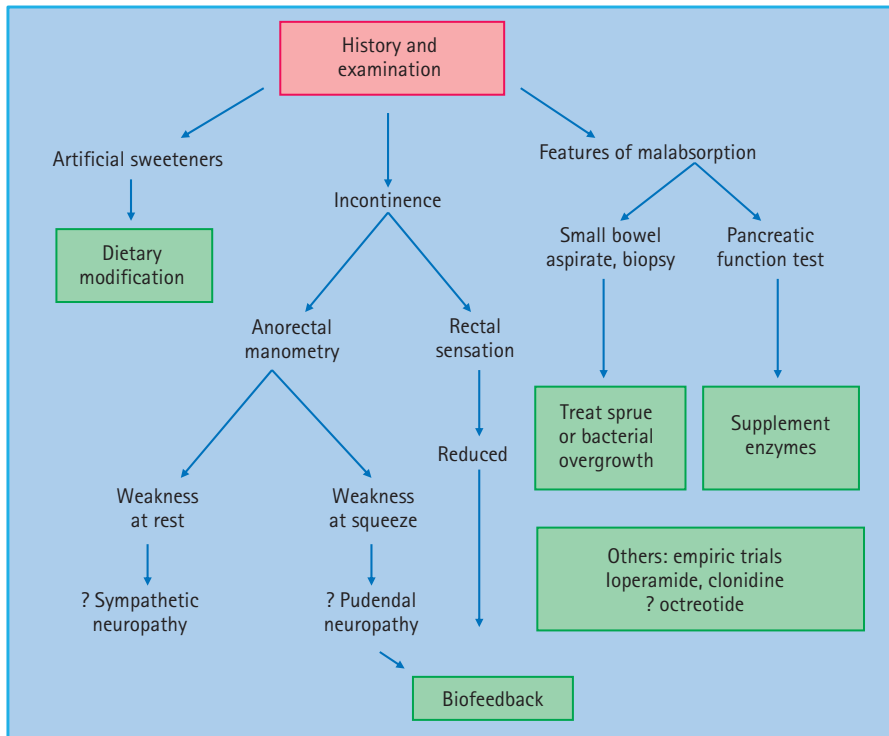 History and
examination
Artificial sweeteners
Features of malabsorption
Incontinence
Dietary
modification
Small bowel
aspirate, biopsy
Pancreatic
function test
Anorectal
manometry
Rectal
sensation
Treat sprue
or bacterial
overgrowth
Supplement
enzymes
Reduced
Weakness
at rest
Weakness
at squeeze
Others: empiric trials
loperamide, clonidine
? octreotide
? Sympathetic
neuropathy
? Pudendal
neuropathy
Biofeedback